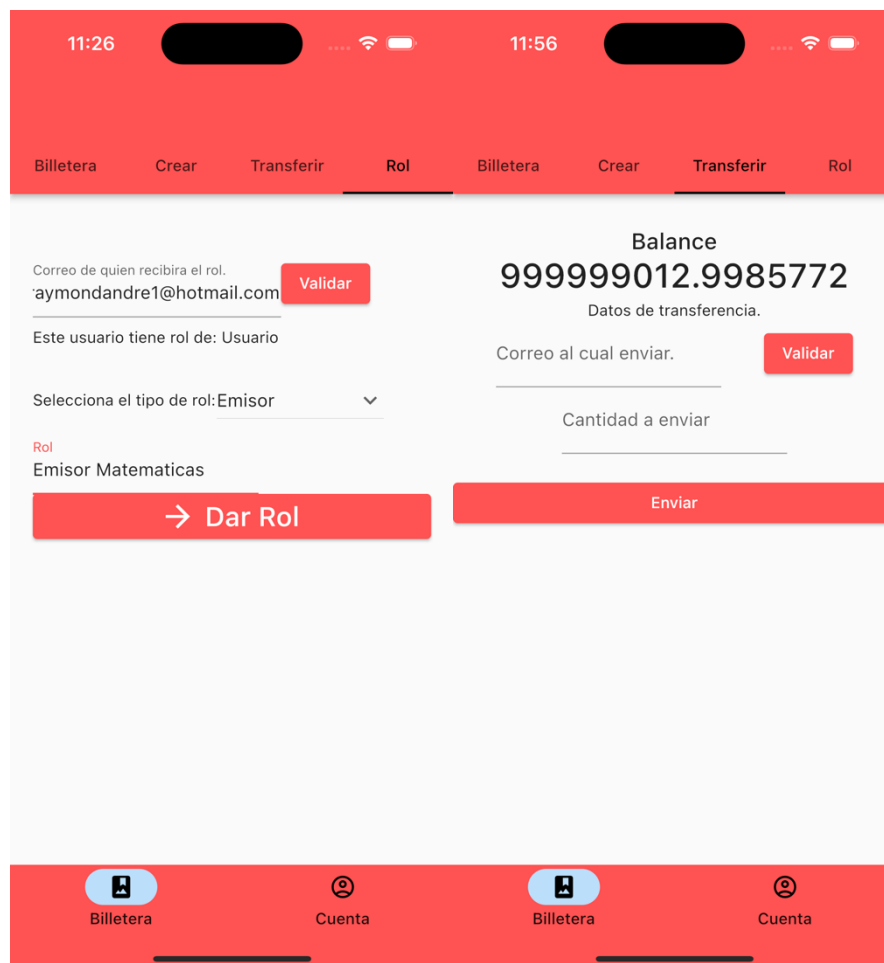 11:26
Billetera Crear Transferir Rol
Correo de quien recibira el rol.
raymondandre1@hotmail.com Validar
Este usuario tiene rol de: Usuario
Selecciona el tipo de rol: Emisor
Rol
Emisor Matematicas
→ Dar Rol
Billetera Cuenta
11:56
Billetera Crear Transferir Rol
Balance
999999012.9985772
Datos de transferencia.
Correo al cual enviar. Validar
Cantidad a enviar
Enviar
Billetera Cuenta